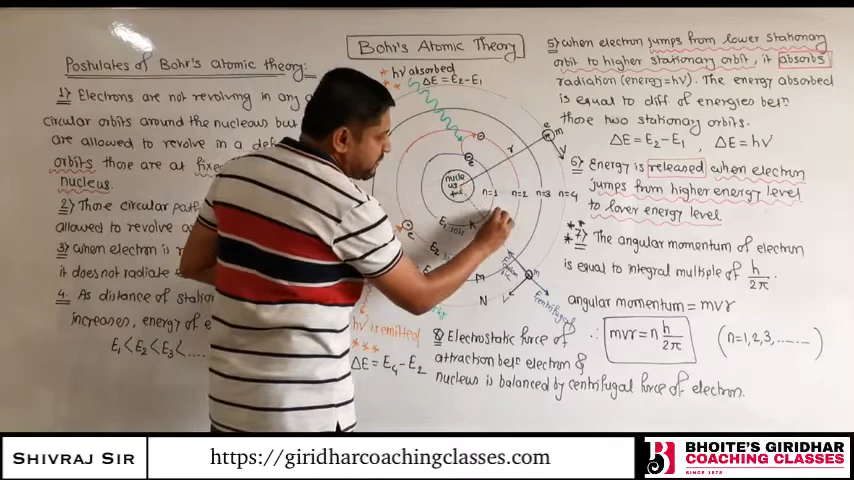 Bohr's Atomic Theory
Postulates of Bohr's atomic theory:
1) Electrons are not revolving in any
circular orbits around the nucleus but
are allowed to revolve in a
orbits those are at fixed
nucleus.
2) Those circular
allowed to revolve
3) When electron is
it does not radiate
4. As distance of
increases, energy of
E1 < E2 < E3 < ....
* hν absorbed
** ΔE = E2 - E1
nucle
us
n=1 n=2 n=3 n=4
e
m
r
V
e
e
E1
K
E2
M
N
m
V
Centrifugal
hν is emitted
***
ΔE = E4 - E2
5) When electron jumps from lower stationary
orbit to higher stationary orbit, it absorbs
radiation (energy=hν). The energy absorbed
is equal to diff of energies betn
those two stationary orbits.
ΔE = E2 - E1 , ΔE = hν
6) Energy is released when electron
jumps from higher energy level
to lover energy level
** * 7) The angular momentum of electron
is equal to integral multiple of h/2π.
angular momentum = mvr
∴ mvr = n h/2π (n=1,2,3,.......)
8) Electrostatic force of
attraction betn electron &
nucleus is balanced by centrifugal force of electron.
SHIVRAJ SIR
https://giridharcoachingclasses.com
BHOITE'S GIRIDHAR
COACHING CLASSES
SINCE 1975